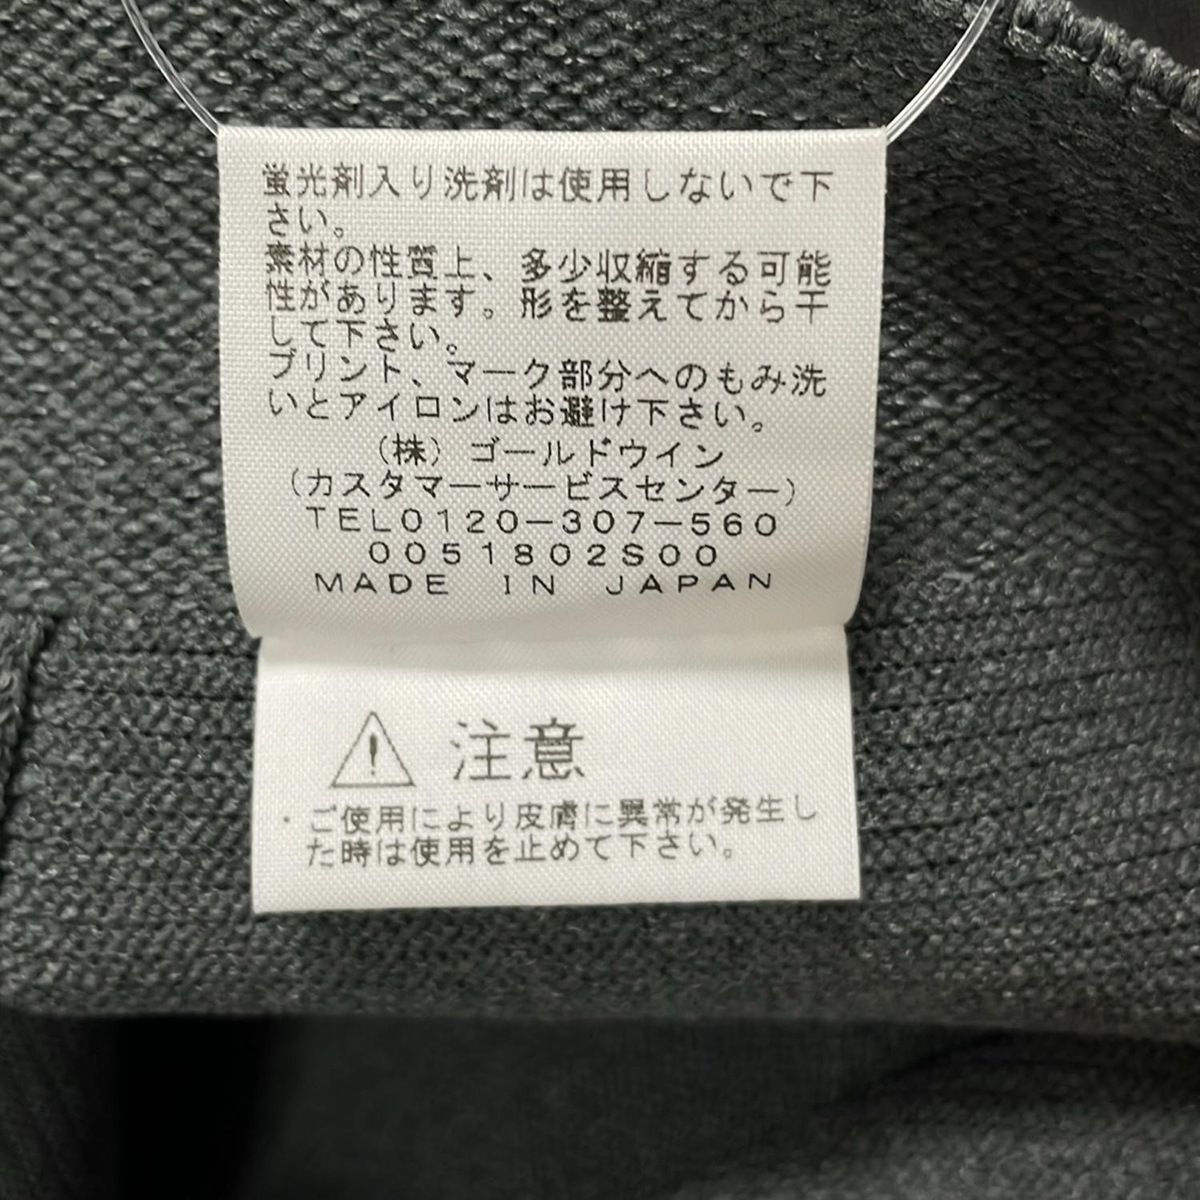 蛍光剤入り洗剤は使用しないで下
さい。
素材の性質上、多少収縮する可能
性があります。形を整えてから干
して下さい。
プリント、マーク部分へのもみ洗
いとアイロンはお避け下さい。
(株)ゴールドウイン
(カスタマーサービスセンター)
TEL0120-307-560
0051802S00
MADE IN JAPAN
注意
・ご使用により皮膚に異常が発生し
た時は使用を止めて下さい。